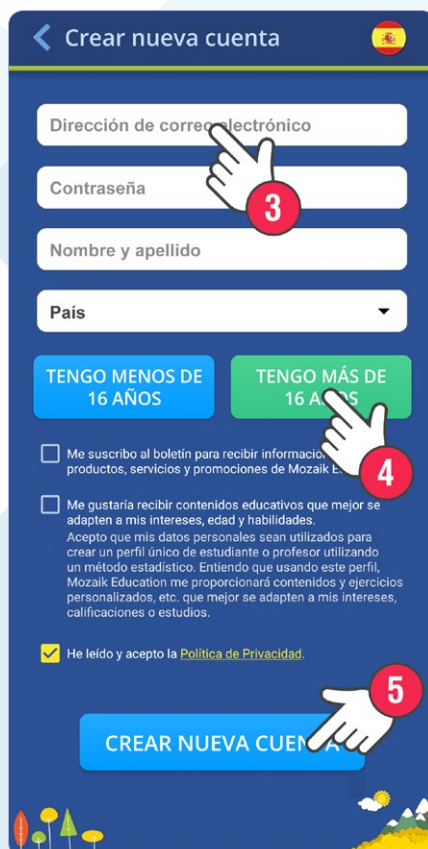 Crear nueva cuenta
Dirección de correo electrónico
Contraseña
3
Nombre y apellido
País
TENGO MENOS DE
16 AÑOS
TENGO MÁS DE
16 AÑOS
4
Me suscribo al boletín para recibir
productos, servicios y promociones de Mozaik
Me gustaría recibir contenidos educativos que mejor se
adapten a mis intereses, edad y habilidades.
Acepto que mis datos personales sean utilizados para
crear un perfil único de estudiante o profesor utilizando
un método estadístico. Entiendo que usando este perfil,
Mozaik Education me proporcionará contenidos y ejercicios
personalizados, etc. que mejor se adapten a mis intereses,
calificaciones o estudios.
He leído y acepto la Política de Privacidad.
5
CREAR NUEVA CUENTA